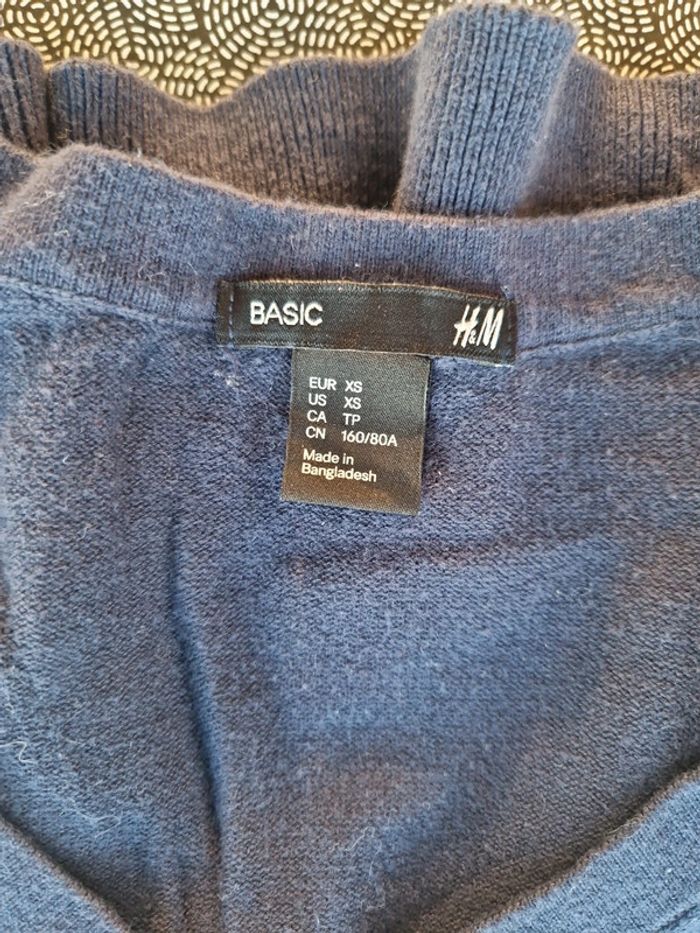 BASIC H&M
EUR XS
US XS
CA TP
CN 160/80A
Made in
Bangladesh